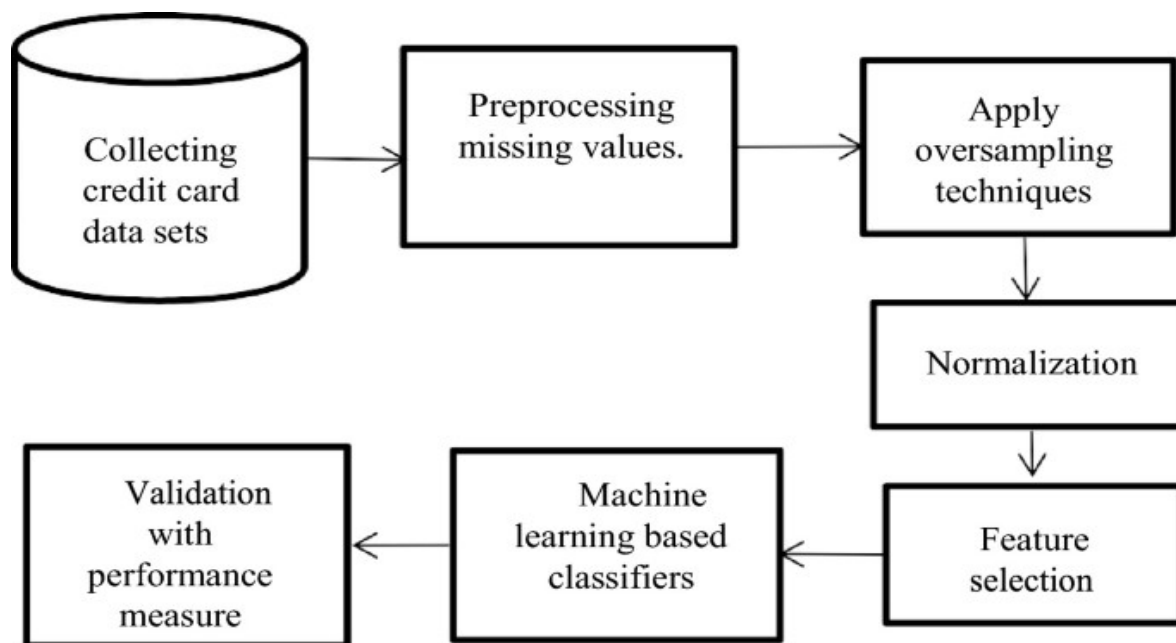 Collecting
credit card
data sets
Preprocessing
missing values.
Apply
oversampling
techniques
Normalization
Feature
selection
Machine
learning based
classifiers
Validation
with
performance
measure